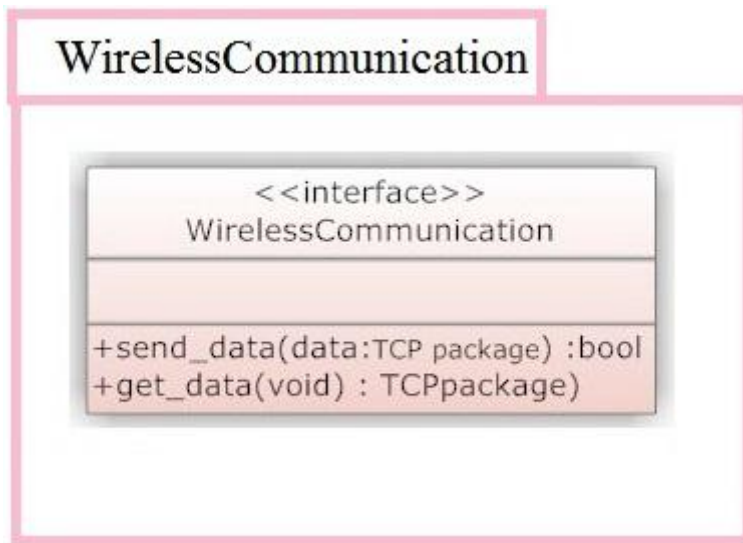 WirelessCommunication
<<interface>>
WirelessCommunication
+send_data(data:TCP package) :bool
+get_data(void) : TCPpackage)